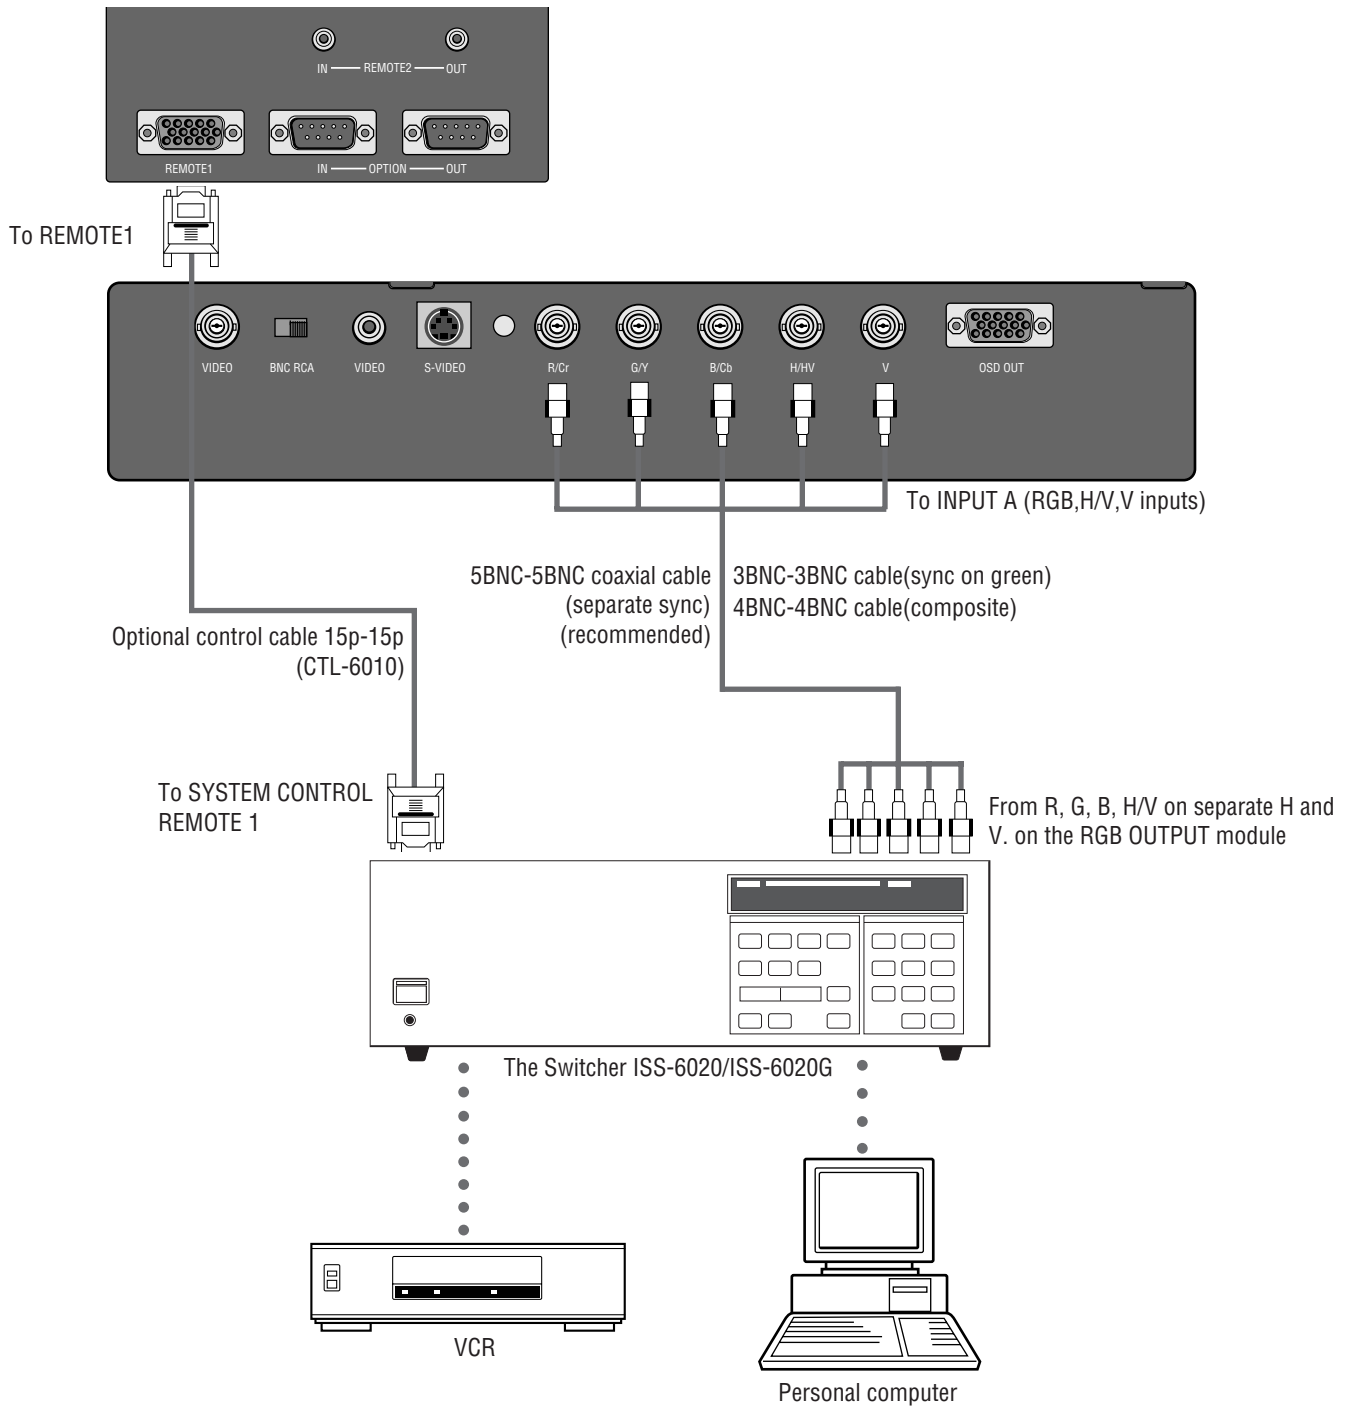 IN REMOTE2 OUT
REMOTE1
IN OPTION OUT
To REMOTE1
VIDEO
BNC RCA
VIDEO
S-VIDEO
R/Cr
G/Y
B/Cb
H/HV
V
OSD OUT
To INPUT A (RGB,H/V,V inputs)
5BNC-5BNC coaxial cable
(separate sync)
(recommended)
3BNC-3BNC cable(sync on green)
4BNC-4BNC cable(composite)
Optional control cable 15p-15p
(CTL-6010)
To SYSTEM CONTROL
REMOTE 1
From R, G, B, H/V on separate H and
V. on the RGB OUTPUT module
The Switcher ISS-6020/ISS-6020G
VCR
Personal computer